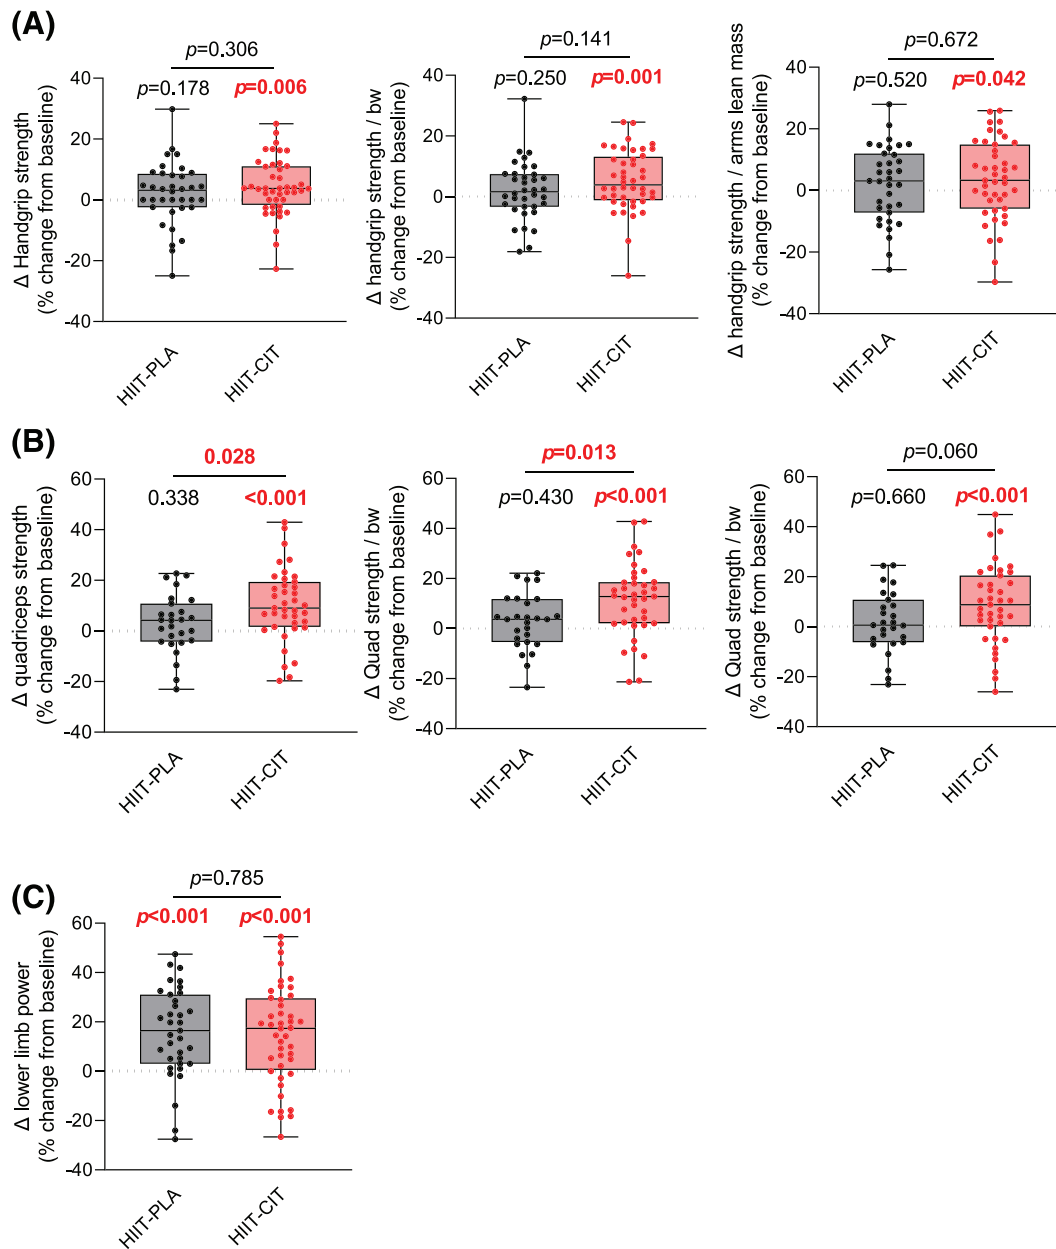 (A)
Δ Handgrip strength
(% change from baseline)
40
20
0
-20
-40
p=0.306
p=0.178
p=0.006
HIIT-PLA
HIIT-CIT
Δ handgrip strength / bw
(% change from baseline)
40
20
0
-20
-40
p=0.141
p=0.250
p=0.001
HIIT-PLA
HIIT-CIT
Δ handgrip strength / arms lean mass
(% change from baseline)
40
20
0
-20
-40
p=0.672
p=0.520
p=0.042
HIIT-PLA
HIIT-CIT
(B)
Δ quadriceps strength
(% change from baseline)
60
40
20
0
-20
-40
0.028
0.338
<0.001
HIIT-PLA
HIIT-CIT
Δ Quad strength / bw
(% change from baseline)
60
40
20
0
-20
-40
p=0.013
p=0.430
p<0.001
HIIT-PLA
HIIT-CIT
Δ Quad strength / bw
(% change from baseline)
60
40
20
0
-20
-40
p=0.060
p=0.660
p<0.001
HIIT-PLA
HIIT-CIT
(C)
Δ lower limb power
(% change from baseline)
60
40
20
0
-20
-40
p=0.785
p<0.001
p<0.001
HIIT-PLA
HIIT-CIT